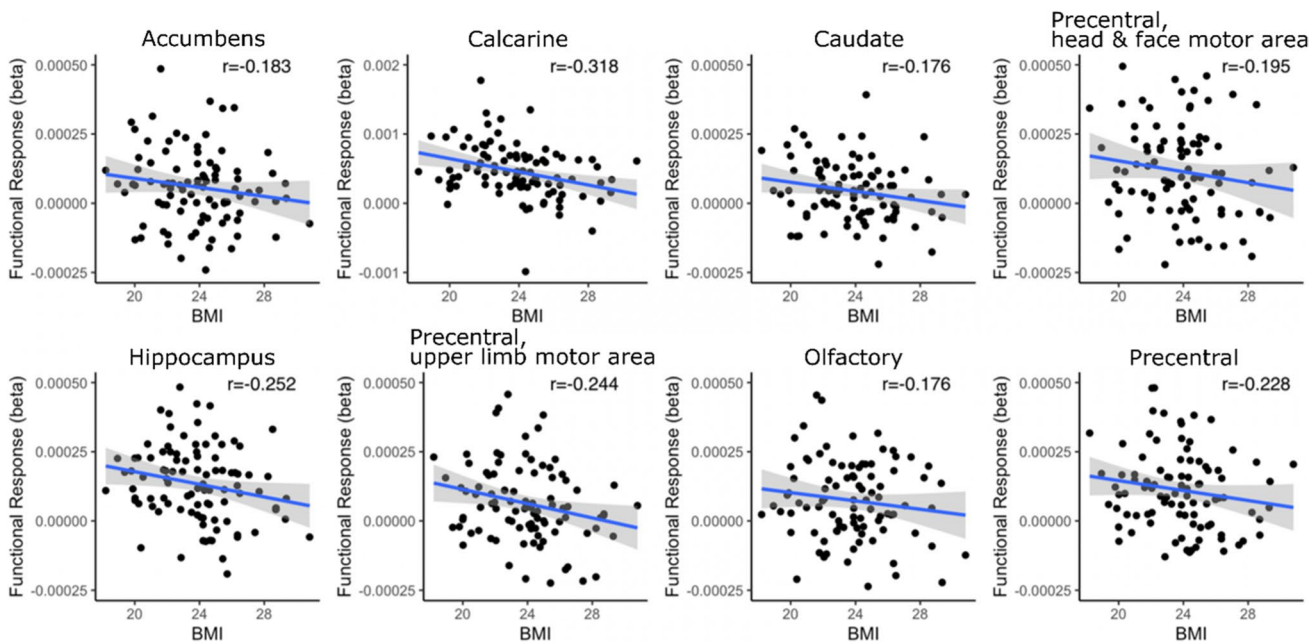 Accumbens
r=-0.183
Functional Response (beta)
0.00050
0.00025
0.00000
-0.00025
20 24 28
BMI
Calcarine
r=-0.318
Functional Response (beta)
0.002
0.001
0.000
-0.001
20 24 28
BMI
Caudate
r=-0.176
Functional Response (beta)
0.00050
0.00025
0.00000
-0.00025
20 24 28
BMI
Precentral,
head & face motor area
r=-0.195
Functional Response (beta)
0.00050
0.00025
0.00000
-0.00025
20 24 28
BMI
Hippocampus
r=-0.252
Functional Response (beta)
0.00050
0.00025
0.00000
-0.00025
20 24 28
BMI
Precentral,
upper limb motor area
r=-0.244
Functional Response (beta)
0.00050
0.00025
0.00000
-0.00025
20 24 28
BMI
Olfactory
r=-0.176
Functional Response (beta)
0.00050
0.00025
0.00000
-0.00025
20 24 28
BMI
Precentral
r=-0.228
Functional Response (beta)
0.00050
0.00025
0.00000
-0.00025
20 24 28
BMI